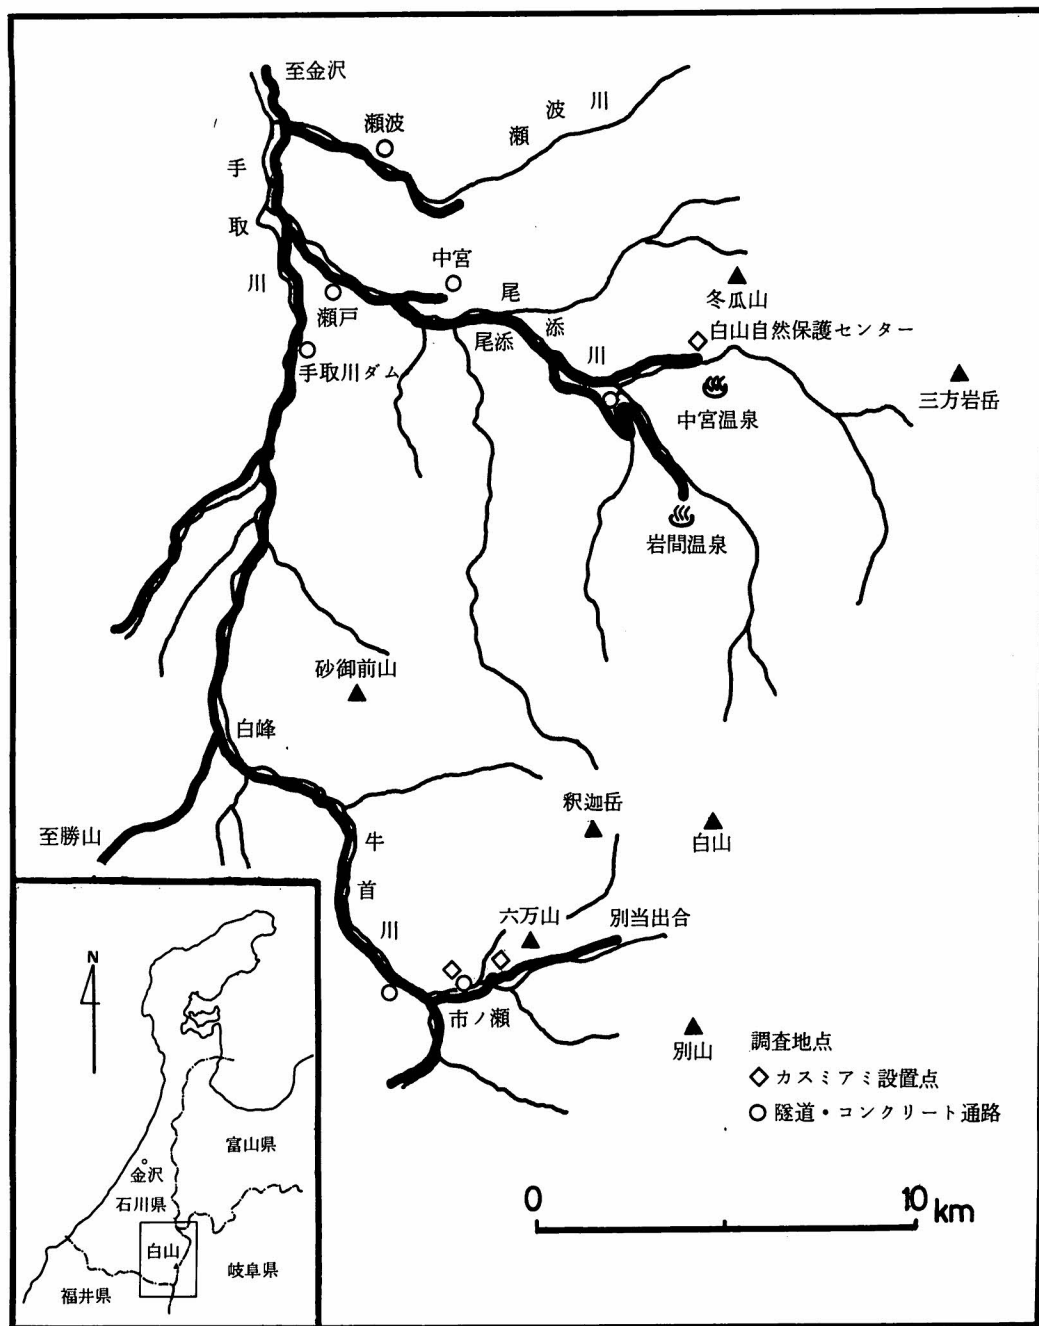 至金沢
瀬波
瀬波川
手取川
中宮
瀬戸
尾添川
尾添
冬瓜山
白山自然保護センター
手取川ダム
三方岩岳
中宮温泉
岩間温泉
砂御前山
白峰
釈迦岳
白山
至勝山
牛首川
六万山
別当出合
市ノ瀬
別山
調査地点
カスミアミ設置点
隧道・コンクリート通路
0 10 km
N
富山県
金沢
石川県
白山
岐阜県
福井県